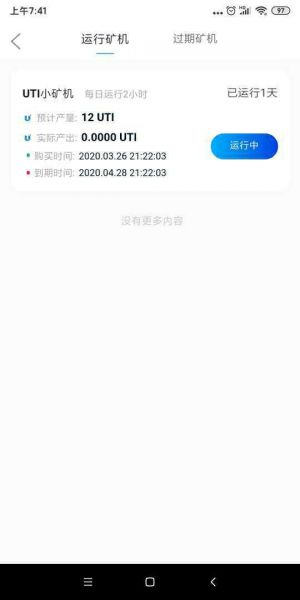 上午7:41
97
运行矿机 过期矿机
UTI小矿机 每日运行2小时 已运行1天
预计产量: 12 UTI
实际产出: 0.0000 UTI
运行中
购买时间: 2020.03.26 21:22:03
到期时间: 2020.04.28 21:22:03
没有更多内容